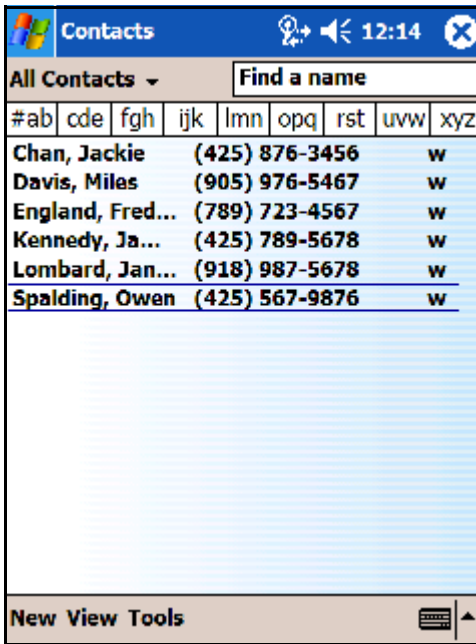 Contacts 12:14
All Contacts Find a name
#ab cde fgh ijk lmn opq rst uvw xyz
Chan, Jackie (425) 876-3456 w
Davis, Miles (905) 976-5467 w
England, Fred... (789) 723-4567 w
Kennedy, Ja... (425) 789-5678 w
Lombard, Jan... (918) 987-5678 w
Spalding, Owen (425) 567-9876 w
New View Tools